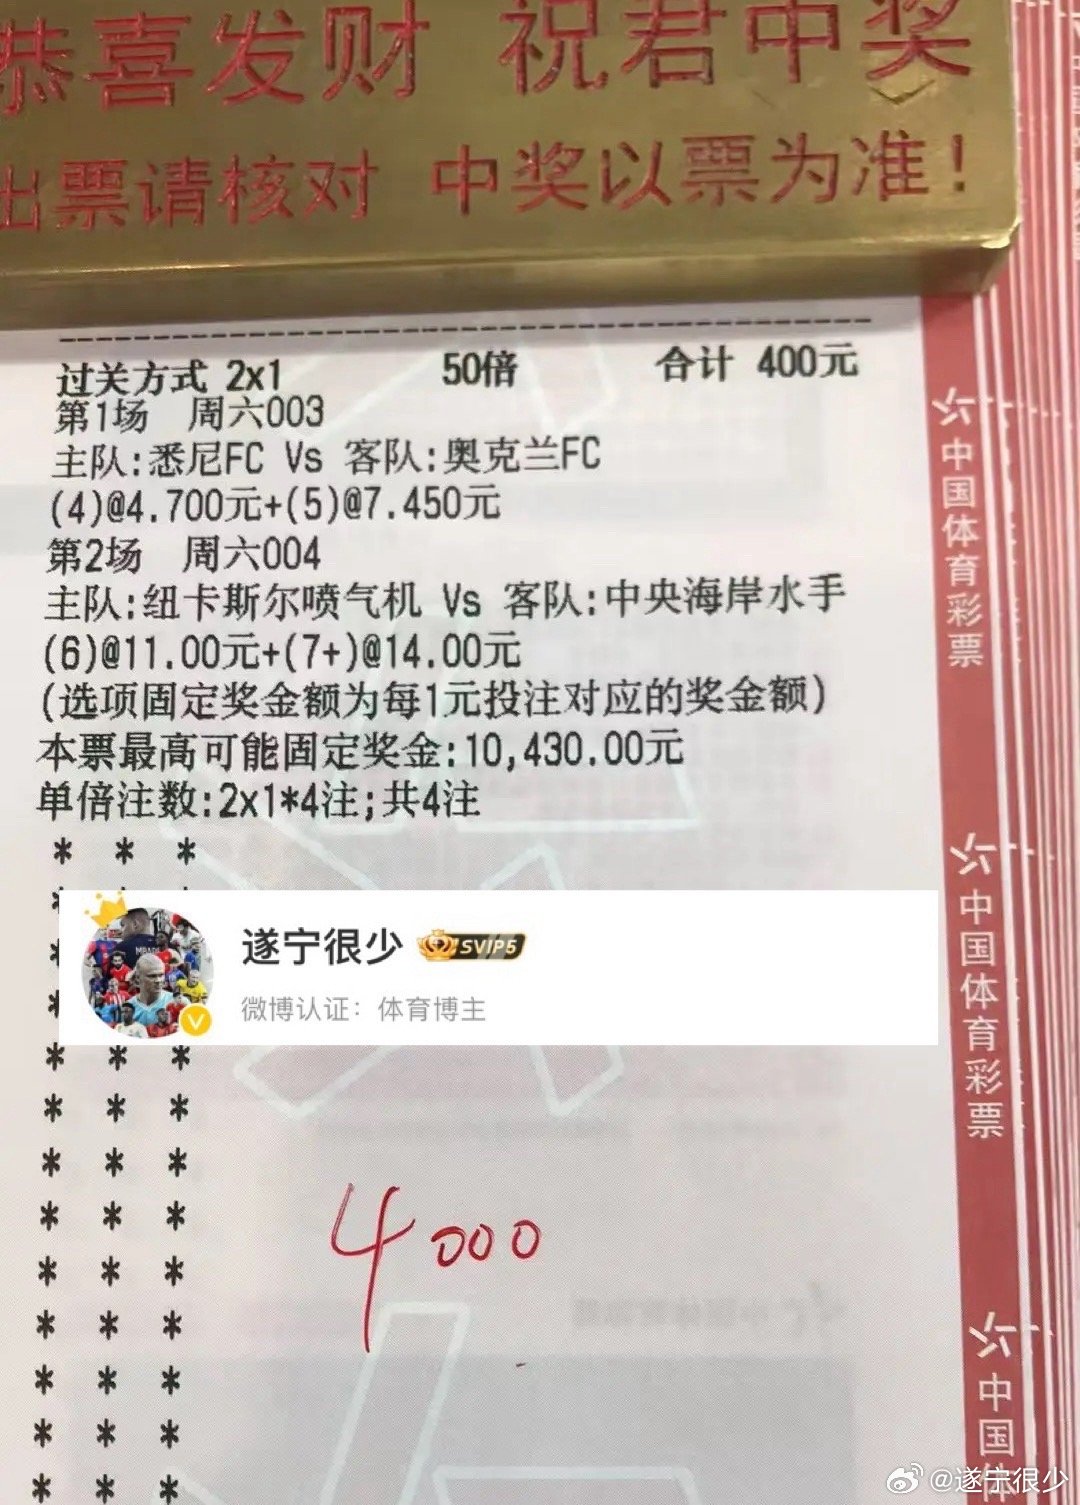 恭喜发财 祝君中奖
出票请核对 中奖以票为准!
过关方式 2x1 50倍 合计 400元
第1场 周六003
主队:悉尼FC Vs 客队:奥克兰FC
(4)@4.700元+(5)@7.450元
第2场 周六004
主队:纽卡斯尔喷气机 Vs 客队:中央海岸水手
(6)@11.00元+(7+)@14.00元
(选项固定奖金额为每1元投注对应的奖金额)
本票最高可能固定奖金:10,430.00元
单倍注数:2x1*4注;共4注
* * *
遂宁很少 SVIP5
微博认证: 体育博主
* * *
* * *
* * *
* * *
* * *
* * *
* * *
* * *
* * *
4000
中国体育彩票
中国体育彩票
中国体
@遂宁很少